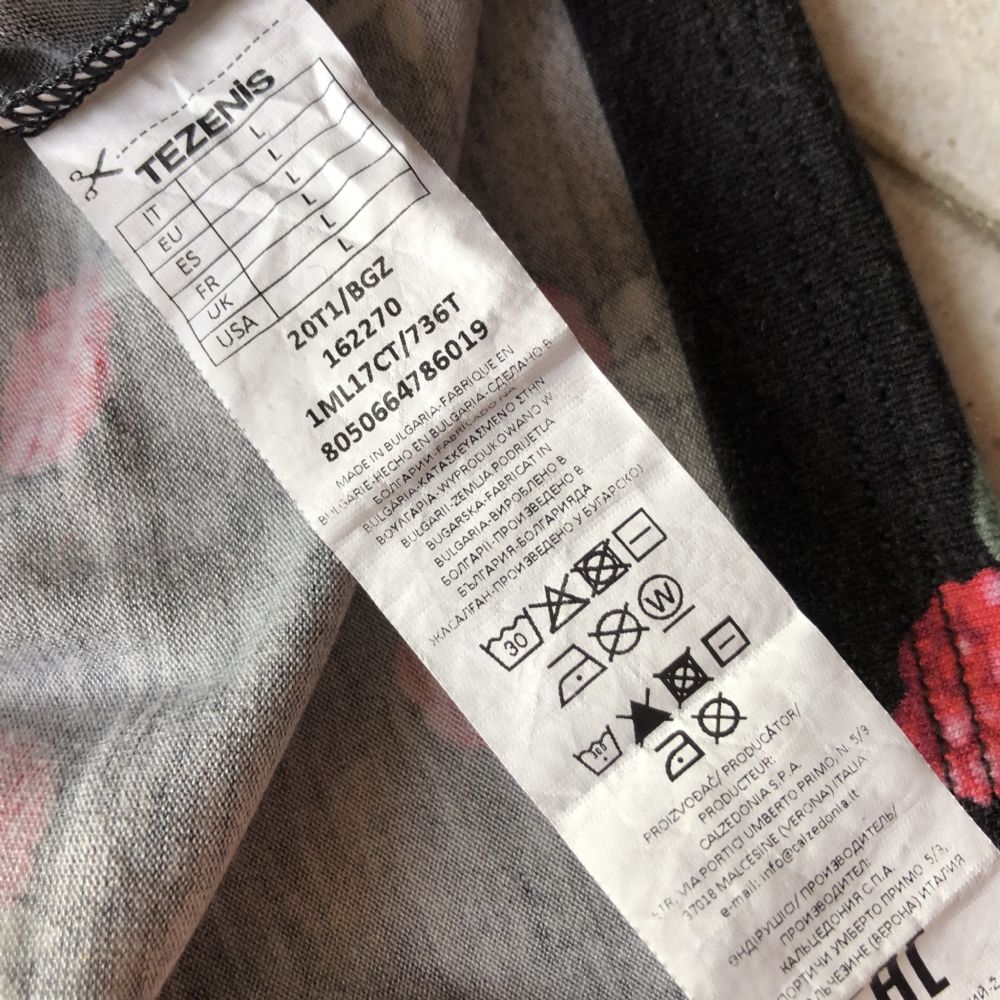 TEZENiS
IT L
EU L
ES L
FR L
UK L
USA L
20T1/BGZ
162270
1ML17CT/736T
8050664786019
MADE IN BULGARIA-FABRIQUE EN
BULGARIE-HECHO EN BULGARIA-СДЕЛАНО В
БОЛГАРИИ-
BULGARIA-ΚΑΤΑΣΚΕΥΑΣΜΕΝΟ ΣΤΗΝ
ΒΟΥΛΓΑΡΙΑ-WYPRODUKOWANO W
BULGARII-ZEMLJA PODRIJETLA
BUGARSKA-FABRICAT IN
BULGARIA-ВИРОБЛЕНО В
БОЛГАРІЇ-ПРОИЗВЕДЕНО В
БЪЛГАРИЯ-БОЛГАРИЯДА
ЖАСАЛҒАН-ПРОИЗВЕДЕНО У БУГАРСКОЈ
30
W
PROIZVOĐAČ/ PRODUCĂTOR/
PRODUCTEUR:
CALZEDONIA S.P.A.
STR, VIA PORTICI UMBERTO PRIMO, N. 5/3
37018 MALCESINE (VERONA) ITALIA
e-mail: info@calzedonia.it
ӨНДІРУШІСІ/ ПРОИЗВОДИТЕЛЬ/
ПРОИЗВОДИТЕЛ:
КАЛЬЦЕДОНИЯ С.П.А.
ПОРТИЧИ УМБЕРТО ПРИМО 5/3,
(ВЕРОНА) ИТАЛИЯ